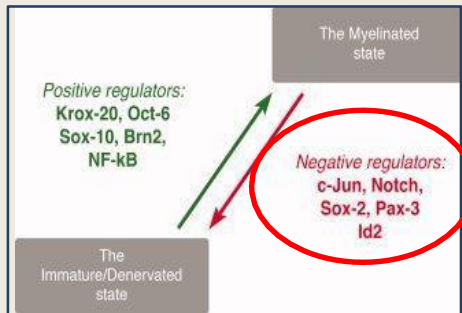 The Myelinated
state
Positive regulators:
Krox-20, Oct-6
Sox-10, Brn2,
NF-kB
Negative regulators:
c-Jun, Notch,
Sox-2, Pax-3
Id2
The
Immature/Denervated
state